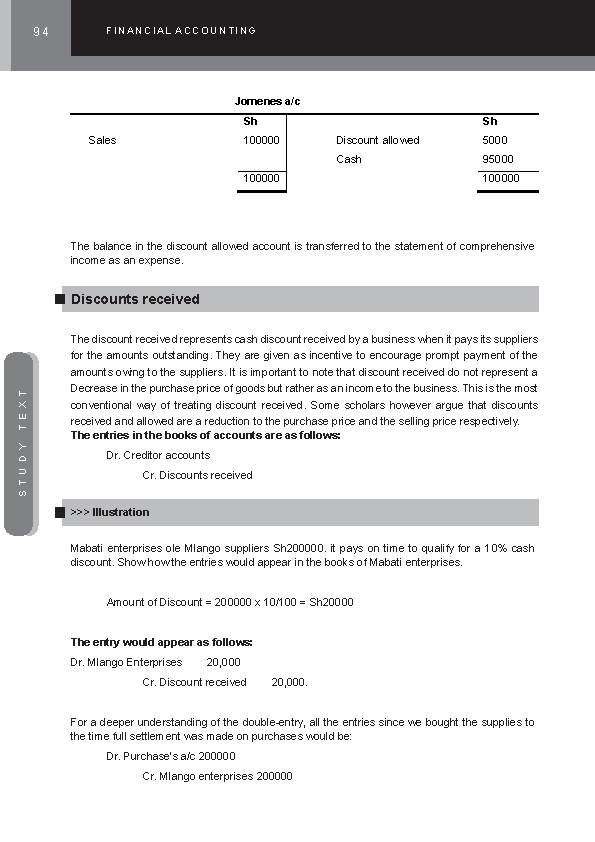 94
FINANCIAL ACCOUNTING
Jomenes a/c
Sh Sh
Sales 100000 Discount allowed 5000
Cash 95000
100000 100000
The balance in the discount allowed account is transferred to the statement of comprehensive
income as an expense.
Discounts received
The discount received represents cash discount received by a business when it pays its suppliers
for the amounts outstanding. They are given as incentive to encourage prompt payment of the
amounts owing to the suppliers. It is important to note that discount received do not represent a
Decrease in the purchase price of goods but rather as an income to the business. This is the most
conventional way of treating discount received. Some scholars however argue that discounts
received and allowed are a reduction to the purchase price and the selling price respectively.
The entries in the books of accounts are as follows:
Dr. Creditor accounts
Cr. Discounts received
STUDY TEXT
>>> Illustration
Mabati enterprises ole Mlango suppliers Sh200000. it pays on time to qualify for a 10% cash
discount. Show how the entries would appear in the books of Mabati enterprises.
Amount of Discount = 200000 x 10/100 = Sh20000
The entry would appear as follows:
Dr. Mlango Enterprises 20,000
Cr. Discount received 20,000.
For a deeper understanding of the double-entry, all the entries since we bought the supplies to
the time full settlement was made on purchases would be:
Dr. Purchase's a/c 200000
Cr. Mlango enterprises 200000